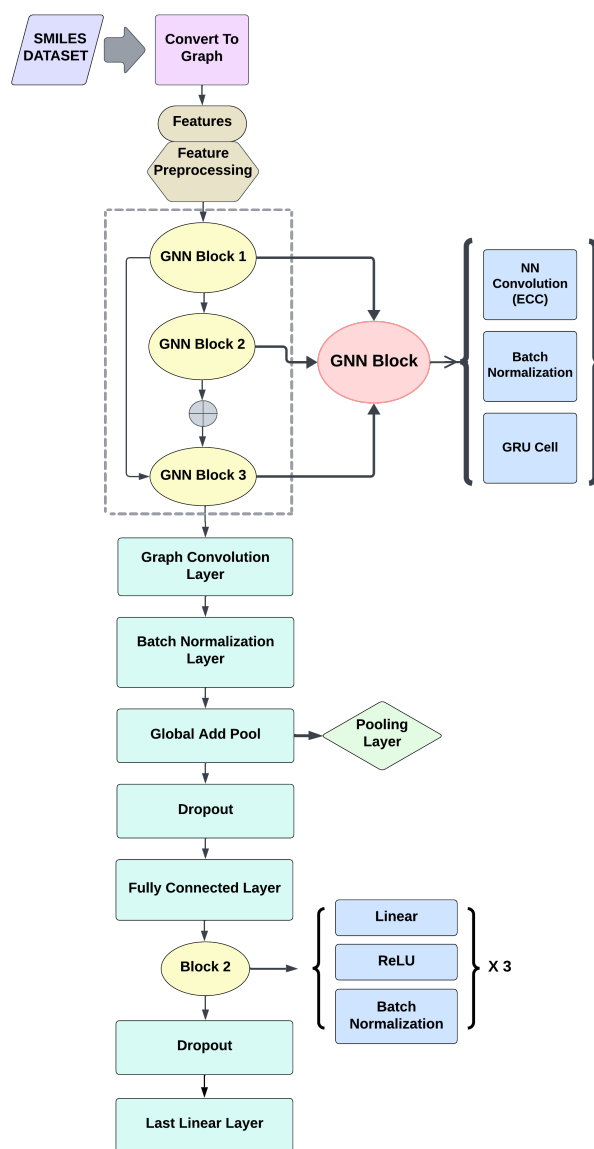 SMILES
DATASET
Convert To
Graph
Features
Feature
Preprocessing
GNN Block 1
GNN Block 2
GNN Block 3
GNN Block
NN
Convolution
(ECC)
Batch
Normalization
GRU Cell
Graph Convolution
Layer
Batch Normalization
Layer
Global Add Pool
Pooling
Layer
Dropout
Fully Connected Layer
Block 2
Linear
ReLU
Batch
Normalization
X 3
Dropout
Last Linear Layer